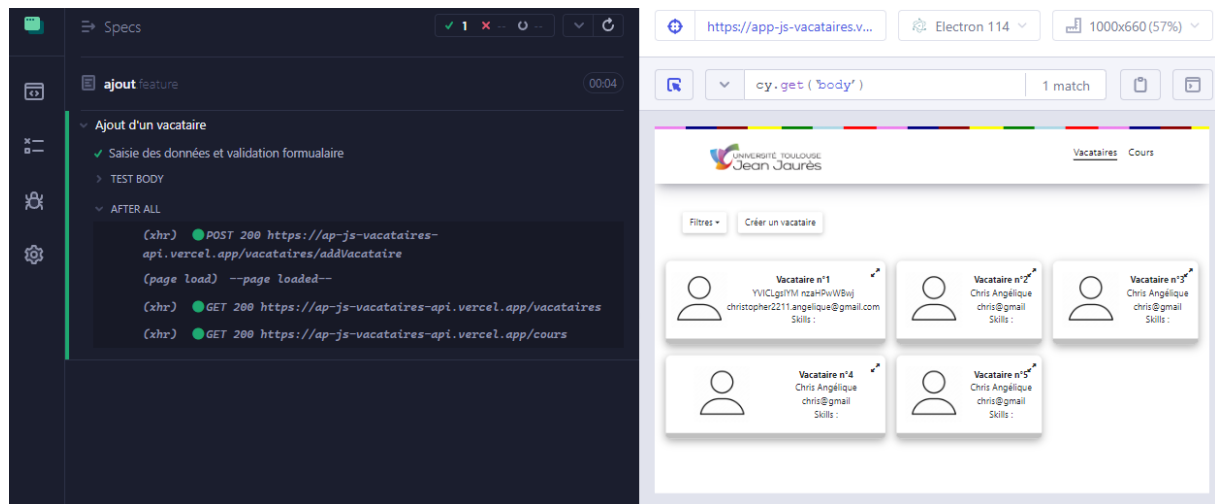 Specs
1
--
--
ajout feature
00:04
Ajout d'un vacataire
Saisie des données et validation formualaire
TEST BODY
AFTER ALL
(xhr) POST 200 https://ap-js-vacataires-
api.vercel.app/vacataires/addVacataire
(page load) --page loaded--
(xhr) GET 200 https://ap-js-vacataires-api.vercel.app/vacataires
(xhr) GET 200 https://ap-js-vacataires-api.vercel.app/cours
https://app-js-vacataires.v...
Electron 114
1000x660 (57%)
cy.get('body')
1 match
UNIVERSITÉ TOULOUSE
Jean Jaurès
Vacataires Cours
Filtres
Créer un vacataire
Vacataire n°1
YVICLgslYM nzaHPwWBwj
christopher2211.angelique@gmail.com
Skills :
Vacataire n°2
Chris Angélique
chris@gmail
Skills :
Vacataire n°3
Chris Angélique
chris@gmail
Skills :
Vacataire n°4
Chris Angélique
chris@gmail
Skills :
Vacataire n°5
Chris Angélique
chris@gmail
Skills :